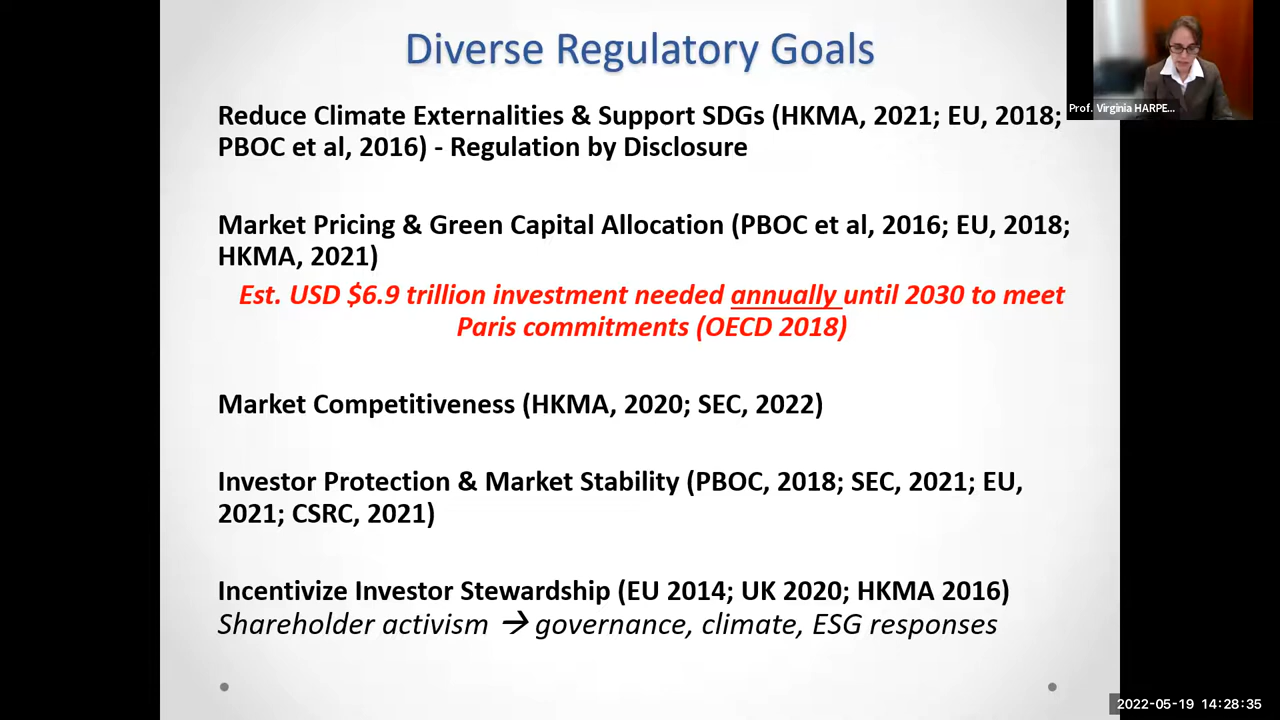 Diverse Regulatory Goals
Reduce Climate Externalities & Support SDGs (HKMA, 2021; EU, 2018;
PBOC et al, 2016) - Regulation by Disclosure
Market Pricing & Green Capital Allocation (PBOC et al, 2016; EU, 2018;
HKMA, 2021)
Est. USD $6.9 trillion investment needed annually until 2030 to meet
Paris commitments (OECD 2018)
Market Competitiveness (HKMA, 2020; SEC, 2022)
Investor Protection & Market Stability (PBOC, 2018; SEC, 2021; EU,
2021; CSRC, 2021)
Incentivize Investor Stewardship (EU 2014; UK 2020; HKMA 2016)
Shareholder activism → governance, climate, ESG responses
Prof. Virginia HARPE...
2022-05-19 14:28:35